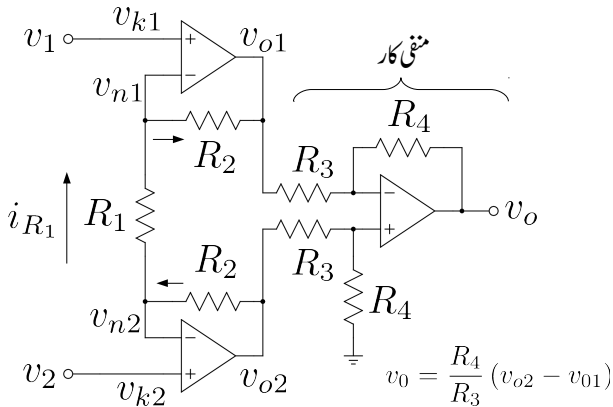 v_{k1}
v_1
+
v_{o1}
منفی کار
v_{n1}
−
R_2
R_4
R_3
i_{R_1}
R_1
−
v_o
+
R_2
R_3
R_4
v_{n2}
−
v_2
+
v_{k2}
v_{o2}
v_0 = \frac{R_4}{R_3} (v_{o2} − v_{01})